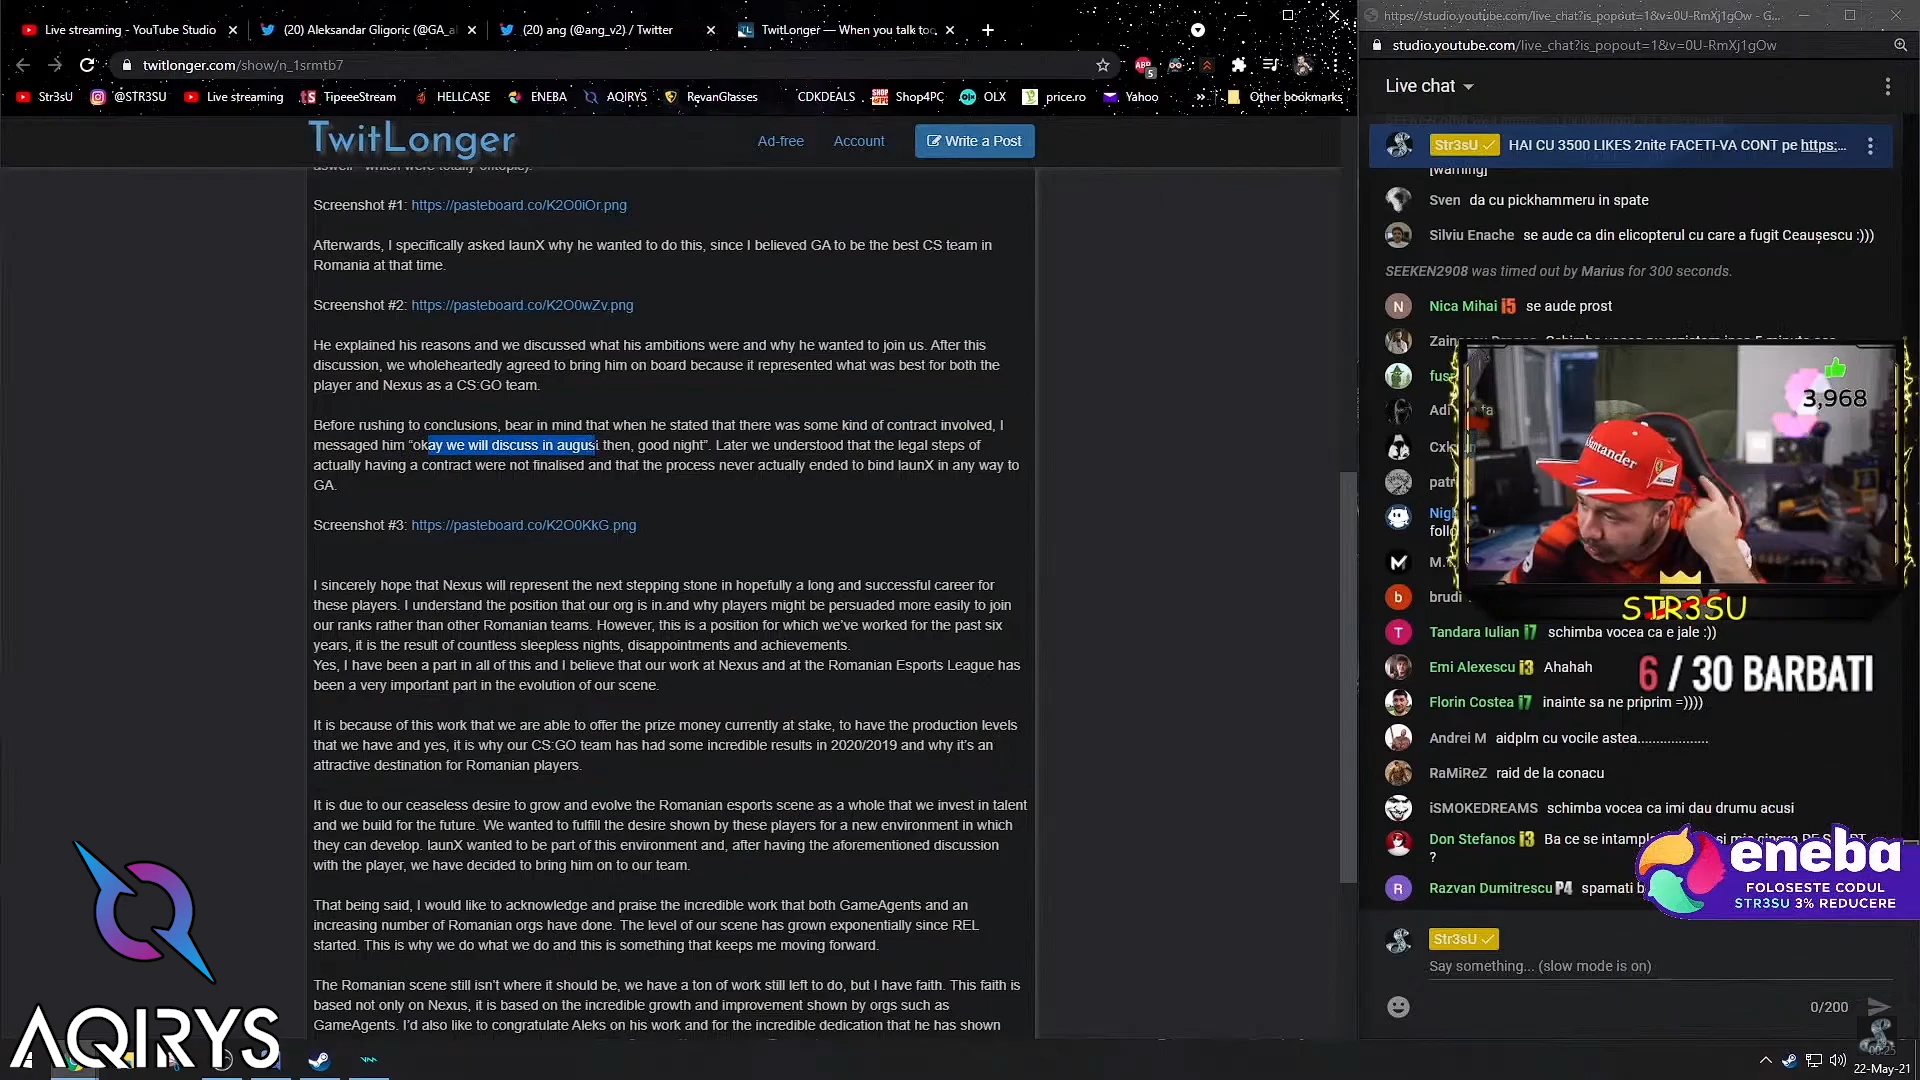 Live streaming - YouTube Studio
(20) Aleksandar Gligoric (@GA_al
(20) ang (@ang_v2) / Twitter
TwitLonger — When you talk too
twitlonger.com/show/n_1srmtb7
Str3sU
@STR3SU
Live streaming
TipeeeStream
HELLCASE
ENEBA
AQIRYS
RevanGlasses
CDKDEALS
Shop4PC
OLX
price.ro
Yahoo
Other bookmarks
TwitLonger
Ad-free
Account
Write a Post
Screenshot #1: https://pasteboard.co/K2O0iOr.png
Afterwards, I specifically asked IaunX why he wanted to do this, since I believed GA to be the best CS team in
Romania at that time.
Screenshot #2: https://pasteboard.co/K2O0wZv.png
He explained his reasons and we discussed what his ambitions were and why he wanted to join us. After this
discussion, we wholeheartedly agreed to bring him on board because it represented what was best for both the
player and Nexus as a CS:GO team.
Before rushing to conclusions, bear in mind that when he stated that there was some kind of contract involved, I
messaged him “okay we will discuss in august then, good night”. Later we understood that the legal steps of
actually having a contract were not finalised and that the process never actually ended to bind IaunX in any way to
GA.
Screenshot #3: https://pasteboard.co/K2O0KkG.png
I sincerely hope that Nexus will represent the next stepping stone in hopefully a long and successful career for
these players. I understand the position that our org is in.and why players might be persuaded more easily to join
our ranks rather than other Romanian teams. However, this is a position for which we’ve worked for the past six
years, it is the result of countless sleepless nights, disappointments and achievements.
Yes, I have been a part in all of this and I believe that our work at Nexus and at the Romanian Esports League has
been a very important part in the evolution of our scene.
It is because of this work that we are able to offer the prize money currently at stake, to have the production levels
that we have and yes, it is why our CS:GO team has had some incredible results in 2020/2019 and why it’s an
attractive destination for Romanian players.
It is due to our ceaseless desire to grow and evolve the Romanian esports scene as a whole that we invest in talent
and we build for the future. We wanted to fulfill the desire shown by these players for a new environment in which
they can develop. IaunX wanted to be part of this environment and, after having the aforementioned discussion
with the player, we have decided to bring him on to our team.
That being said, I would like to acknowledge and praise the incredible work that both GameAgents and an
increasing number of Romanian orgs have done. The level of our scene has grown exponentially since REL
started. This is why we do what we do and this is something that keeps me moving forward.
The Romanian scene still isn’t where it should be, we have a ton of work still left to do, but I have faith. This faith is
based not only on Nexus, it is based on the incredible growth and improvement shown by orgs such as
GameAgents. I’d also like to congratulate Aleks on his work and for the incredible dedication that he has shown
AQIRYS
https://studio.youtube.com/live_chat?is_popout=1&v=0U-RmXj1gOw - G...
studio.youtube.com/live_chat?is_popout=1&v=0U-RmXj1gOw
Live chat
Str3sU HAI CU 3500 LIKES 2nite FACETI-VA CONT pe https:...
[warning]
Sven da cu pickhammeru in spate
Silviu Enache se aude ca din elicopterul cu care a fugit Ceaușescu :)))
SEEKEN2908 was timed out by Marius for 300 seconds.
Nica Mihai i5 se aude prost
3,968
Santander
STR3SU
brudi
Tandara Iulian i7 schimba vocea ca e jale :))
Emi Alexescu i3 Ahahah
6 / 30 BARBATI
Florin Costea i7 inainte sa ne priprim =))))
Andrei M aidplm cu vocile astea...................
RaMiReZ raid de la conacu
iSMOKEDREAMS schimba vocea ca imi dau drumu acusi
Don Stefanos i3 Ba ce se intampl
?
Razvan Dumitrescu P4 spamati
eneba
FOLOSESTE CODUL
STR3SU 3% REDUCERE
Str3sU
Say something... (slow mode is on)
0/200
00:25
22-May-21